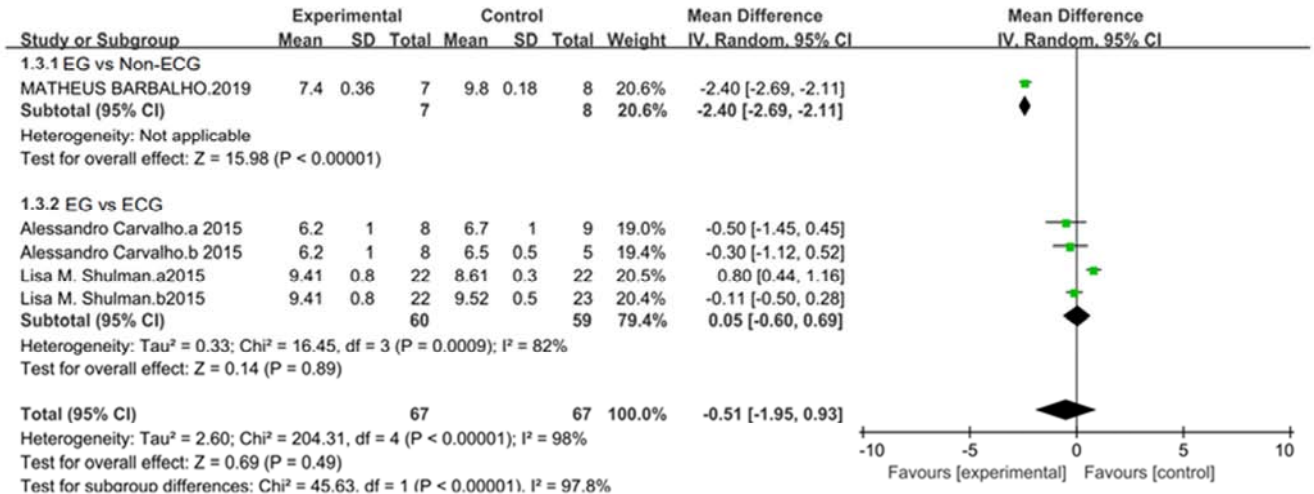 Experimental Control Mean Difference Mean Difference
Study or Subgroup Mean SD Total Mean SD Total Weight IV, Random, 95% CI IV, Random, 95% CI
1.3.1 EG vs Non-ECG
MATHEUS BARBALHO.2019 7.4 0.36 7 9.8 0.18 8 20.6% -2.40 [-2.69, -2.11]
Subtotal (95% CI) 7 8 20.6% -2.40 [-2.69, -2.11]
Heterogeneity: Not applicable
Test for overall effect: Z = 15.98 (P < 0.00001)
1.3.2 EG vs ECG
Alessandro Carvalho.a 2015 6.2 1 8 6.7 1 9 19.0% -0.50 [-1.45, 0.45]
Alessandro Carvalho.b 2015 6.2 1 8 6.5 0.5 5 19.4% -0.30 [-1.12, 0.52]
Lisa M. Shulman.a2015 9.41 0.8 22 8.61 0.3 22 20.5% 0.80 [0.44, 1.16]
Lisa M. Shulman.b2015 9.41 0.8 22 9.52 0.5 23 20.4% -0.11 [-0.50, 0.28]
Subtotal (95% CI) 60 59 79.4% 0.05 [-0.60, 0.69]
Heterogeneity: Tau² = 0.33; Chi² = 16.45, df = 3 (P = 0.0009); I² = 82%
Test for overall effect: Z = 0.14 (P = 0.89)
Total (95% CI) 67 67 100.0% -0.51 [-1.95, 0.93]
Heterogeneity: Tau² = 2.60; Chi² = 204.31, df = 4 (P < 0.00001); I² = 98%
Test for overall effect: Z = 0.69 (P = 0.49)
Test for subgroup differences: Chi² = 45.63, df = 1 (P < 0.00001), I² = 97.8%
-10 -5 0 5 10
Favours [experimental] Favours [control]